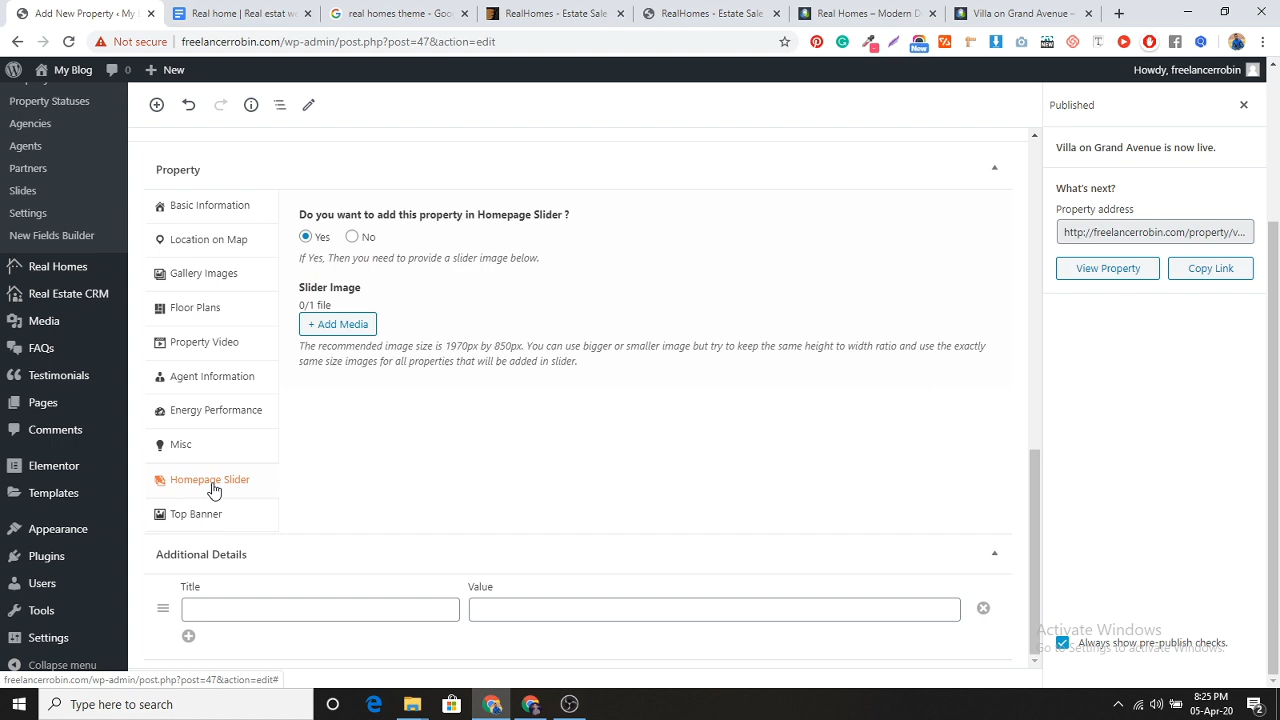 Add New Property ‹ My B
Real home | Real estat we
real homes theme - Goog
RealHomes - Estate Sale
RealHomes - Estate Sale
Real Homes – Modern D
Villa on Grand Avenue –
Not secure | freelancerrobin.com/wp-admin/post.php?post=47&action=edit
New
NEW
My Blog 0 New
Howdy, freelancerrobin
Property Statuses
Agencies
Agents
Partners
Slides
Settings
New Fields Builder
Real Homes
Real Estate CRM
Media
FAQs
Testimonials
Pages
Comments
Elementor
Templates
Appearance
Plugins
Users
Tools
Settings
Collapse menu
Property
Basic Information
Location on Map
Gallery Images
Floor Plans
Property Video
Agent Information
Energy Performance
Misc
Homepage Slider
Top Banner
Do you want to add this property in Homepage Slider ?
Yes No
If Yes, Then you need to provide a slider image below.
Slider Image
0/1 file
+ Add Media
The recommended image size is 1970px by 850px. You can use bigger or smaller image but try to keep the same height to width ratio and use the exactly
same size images for all properties that will be added in slider.
Additional Details
Title Value
Published
Villa on Grand Avenue is now live.
What's next?
Property address
http://freelancerrobin.com/property/v...
View Property Copy Link
Activate Windows
Always show pre-publish checks.
Go to Settings to activate Windows.
freelancerrobin.com/wp-admin/post.php?post=47&action=edit#
Type here to search
8:25 PM
05-Apr-20
2